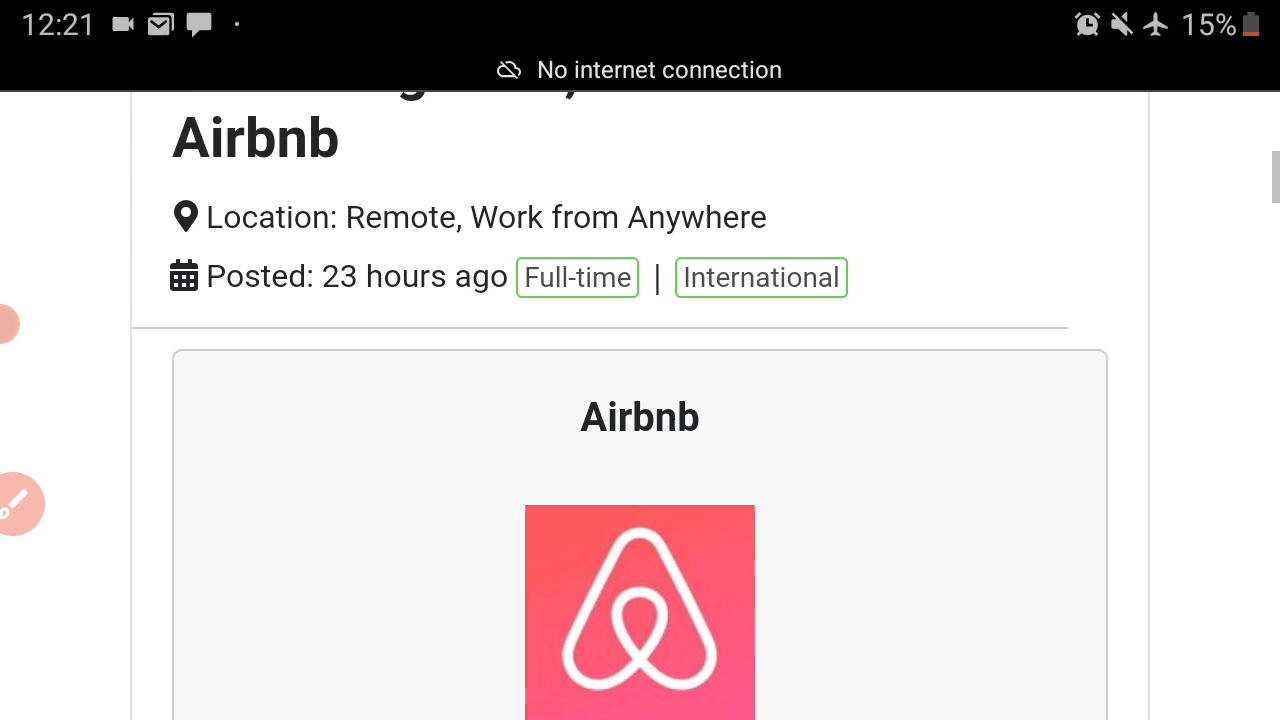 12:21 15%
No internet connection
Airbnb
Location: Remote, Work from Anywhere
Posted: 23 hours ago Full-time | International
Airbnb